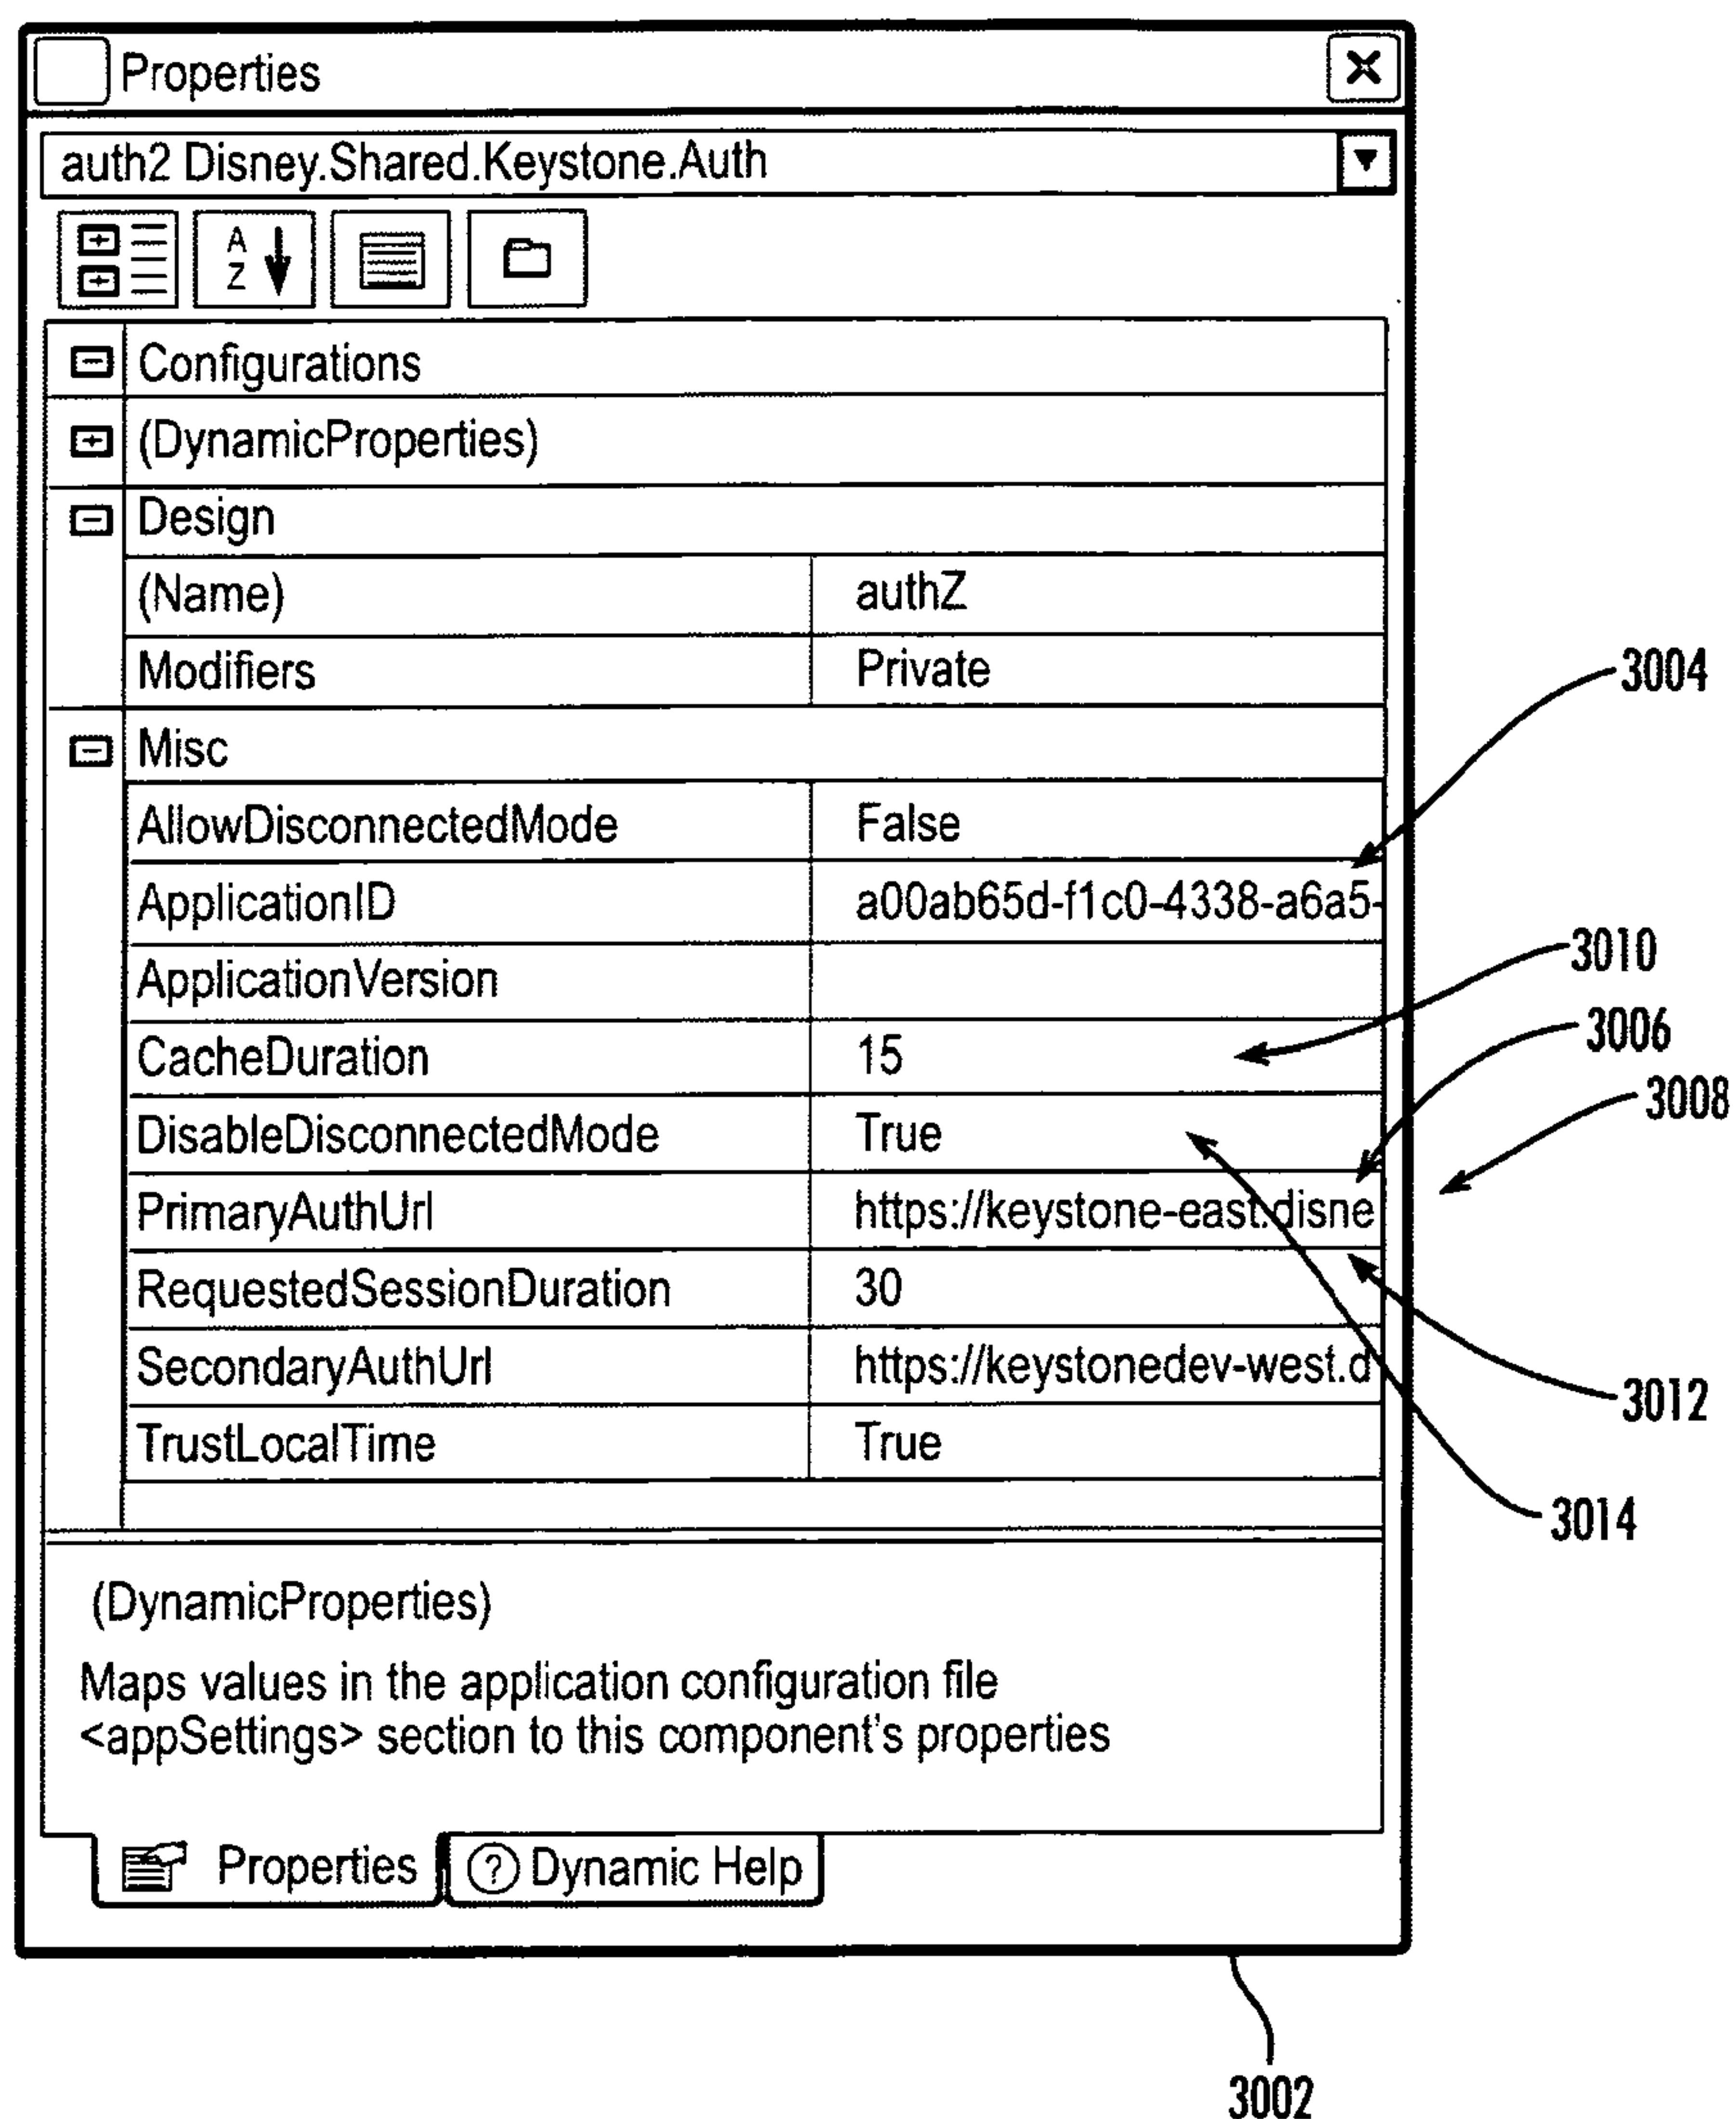 Properties
auth2 Disney.Shared.Keystone.Auth
A
Z
Configurations
(DynamicProperties)
Design
(Name) authZ
Modifiers Private
3004
Misc
AllowDisconnectedMode False
ApplicationID a00ab65d-f1c0-4338-a6a5-
3010
ApplicationVersion
3006
CacheDuration 15
3008
DisableDisconnectedMode True
PrimaryAuthUrl https://keystone-east.disne
RequestedSessionDuration 30
SecondaryAuthUrl https://keystonedev-west.d
3012
TrustLocalTime True
3014
(DynamicProperties)
Maps values in the application configuration file
<appSettings> section to this component's properties
Properties ? Dynamic Help
3002